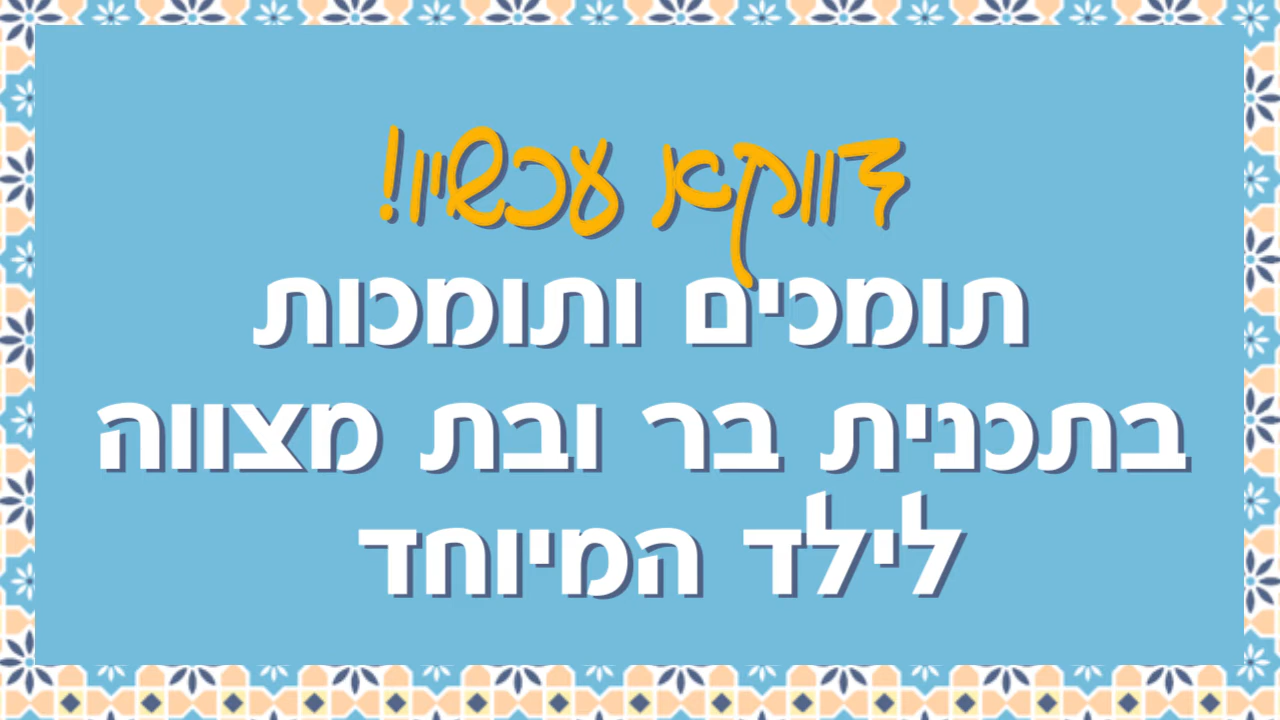 דווקא עכשיו!
תומכים ותומכות
בתכנית בר ובת מצווה
לילד המיוחד